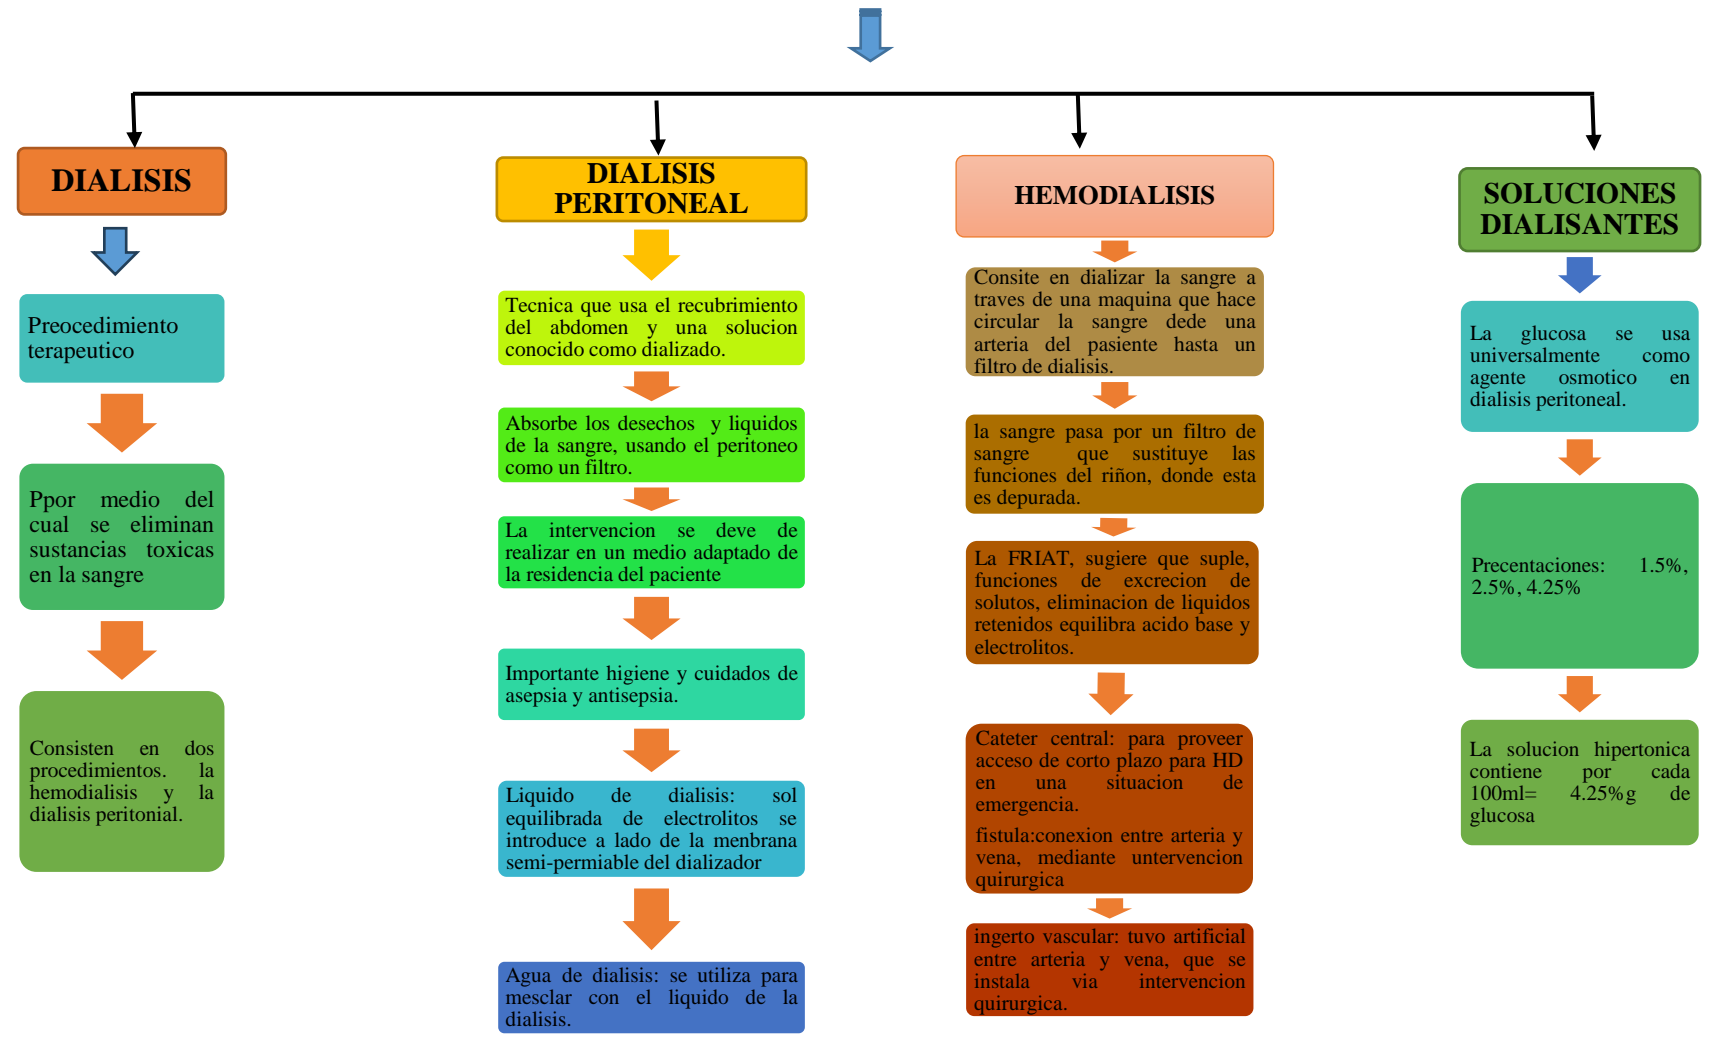 DIALISIS
Preocedimiento
terapeutico
Ppor medio del
cual se eliminan
sustancias toxicas
en la sangre
Consisten en dos
procedimientos. la
hemodialisis y la
dialisis peritonial.
DIALISIS
PERITONEAL
Tecnica que usa el recubrimiento
del abdomen y una solucion
conocido como dializado.
Absorbe los desechos y liquidos
de la sangre, usando el peritoneo
como un filtro.
La intervencion se deve de
realizar en un medio adaptado de
la residencia del paciente
Importante higiene y cuidados de
asepsia y antisepsia.
Liquido de dialisis: sol
equilibrada de electrolitos se
introduce a lado de la menbrana
semi-permiable del dializador
Agua de dialisis: se utiliza para
mesclar con el liquido de la
dialisis.
HEMODIALISIS
Consite en dializar la sangre a
traves de una maquina que hace
circular la sangre dede una
arteria del pasiente hasta un
filtro de dialisis.
la sangre pasa por un filtro de
sangre que sustituye las
funciones del riñon, donde esta
es depurada.
La FRIAT, sugiere que suple,
funciones de excrecion de
solutos, eliminacion de liquidos
retenidos equilibra acido base y
electrolitos.
Cateter central: para proveer
acceso de corto plazo para HD
en una situacion de
emergencia.
fistula:conexion entre arteria y
vena, mediante untervencion
quirurgica
ingerto vascular: tuvo artificial
entre arteria y vena, que se
instala via intervencion
quirurgica.
SOLUCIONES
DIALISANTES
La glucosa se usa
universalmente como
agente osmotico en
dialisis peritoneal.
Precentaciones: 1.5%,
2.5%, 4.25%
La solucion hipertonica
contiene por cada
100ml= 4.25%g de
glucosa